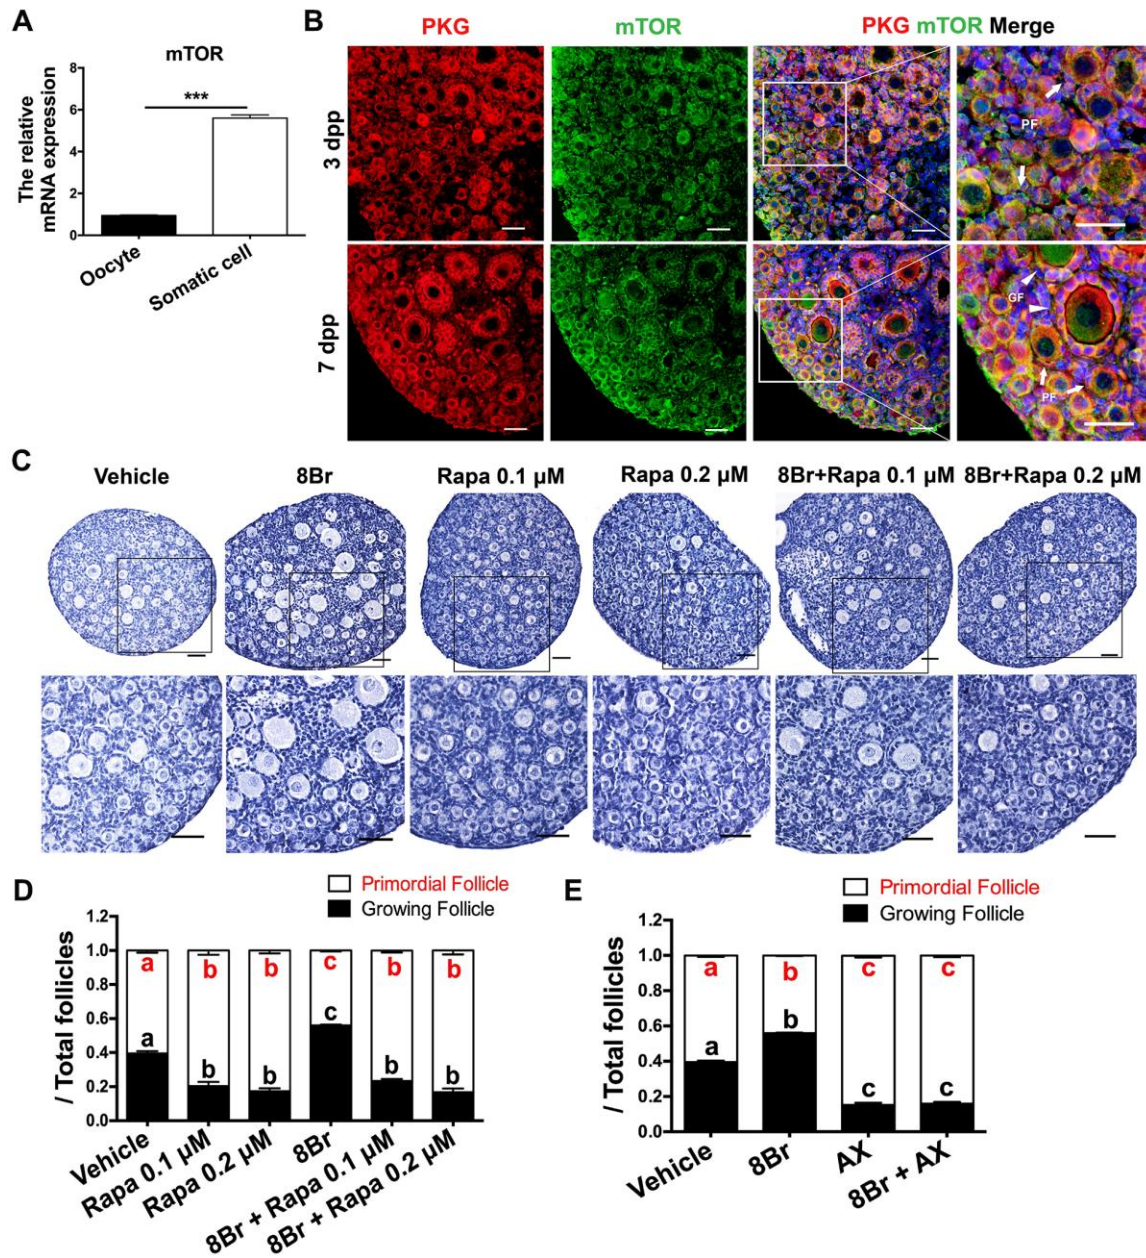 A
mTOR
The relative
mRNA expression
8
6
4
2
0
***
Oocyte
Somatic cell
B
PKG
mTOR
PKG mTOR Merge
3 dpp
PF
7 dpp
GF
PF
C
Vehicle
8Br
Rapa 0.1 µM
Rapa 0.2 µM
8Br+Rapa 0.1 µM
8Br+Rapa 0.2 µM
D
Primordial Follicle
Growing Follicle
/ Total follicles
1.2
1.0
0.8
0.6
0.4
0.2
0.0
a b b c b b
a b b c b b
Vehicle
Rapa 0.1 µM
Rapa 0.2 µM
8Br
8Br + Rapa 0.1 µM
8Br + Rapa 0.2 µM
E
Primordial Follicle
Growing Follicle
/ Total follicles
1.2
1.0
0.8
0.6
0.4
0.2
0.0
a b c c
a b c c
Vehicle
8Br
AX
8Br + AX